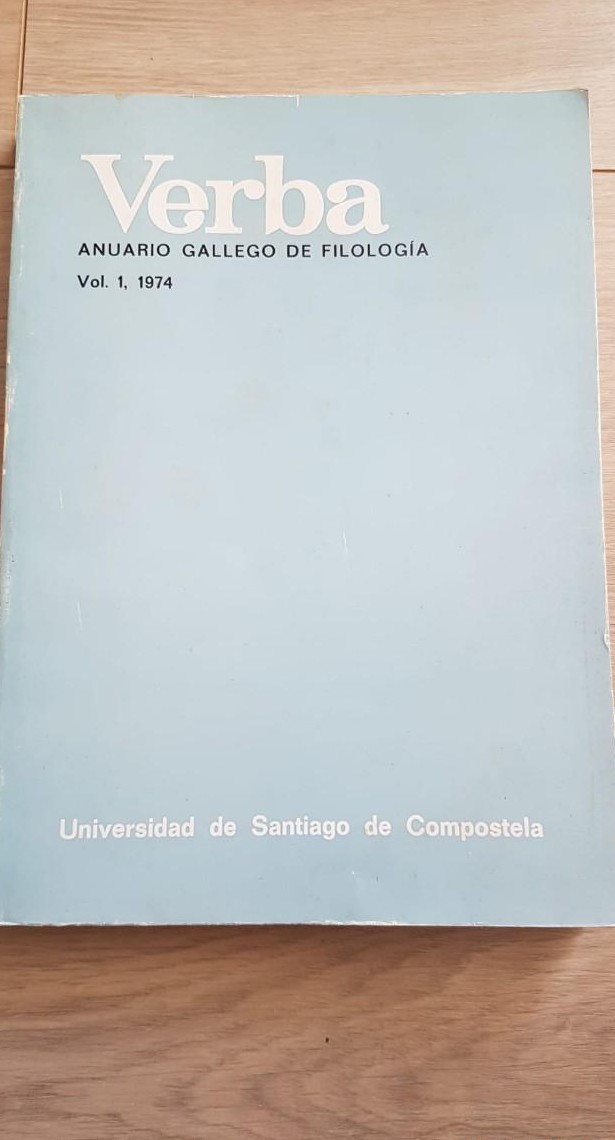 Verba
ANUARIO GALLEGO DE FILOLOGÍA
Vol. 1, 1974
Universidad de Santiago de Compostela